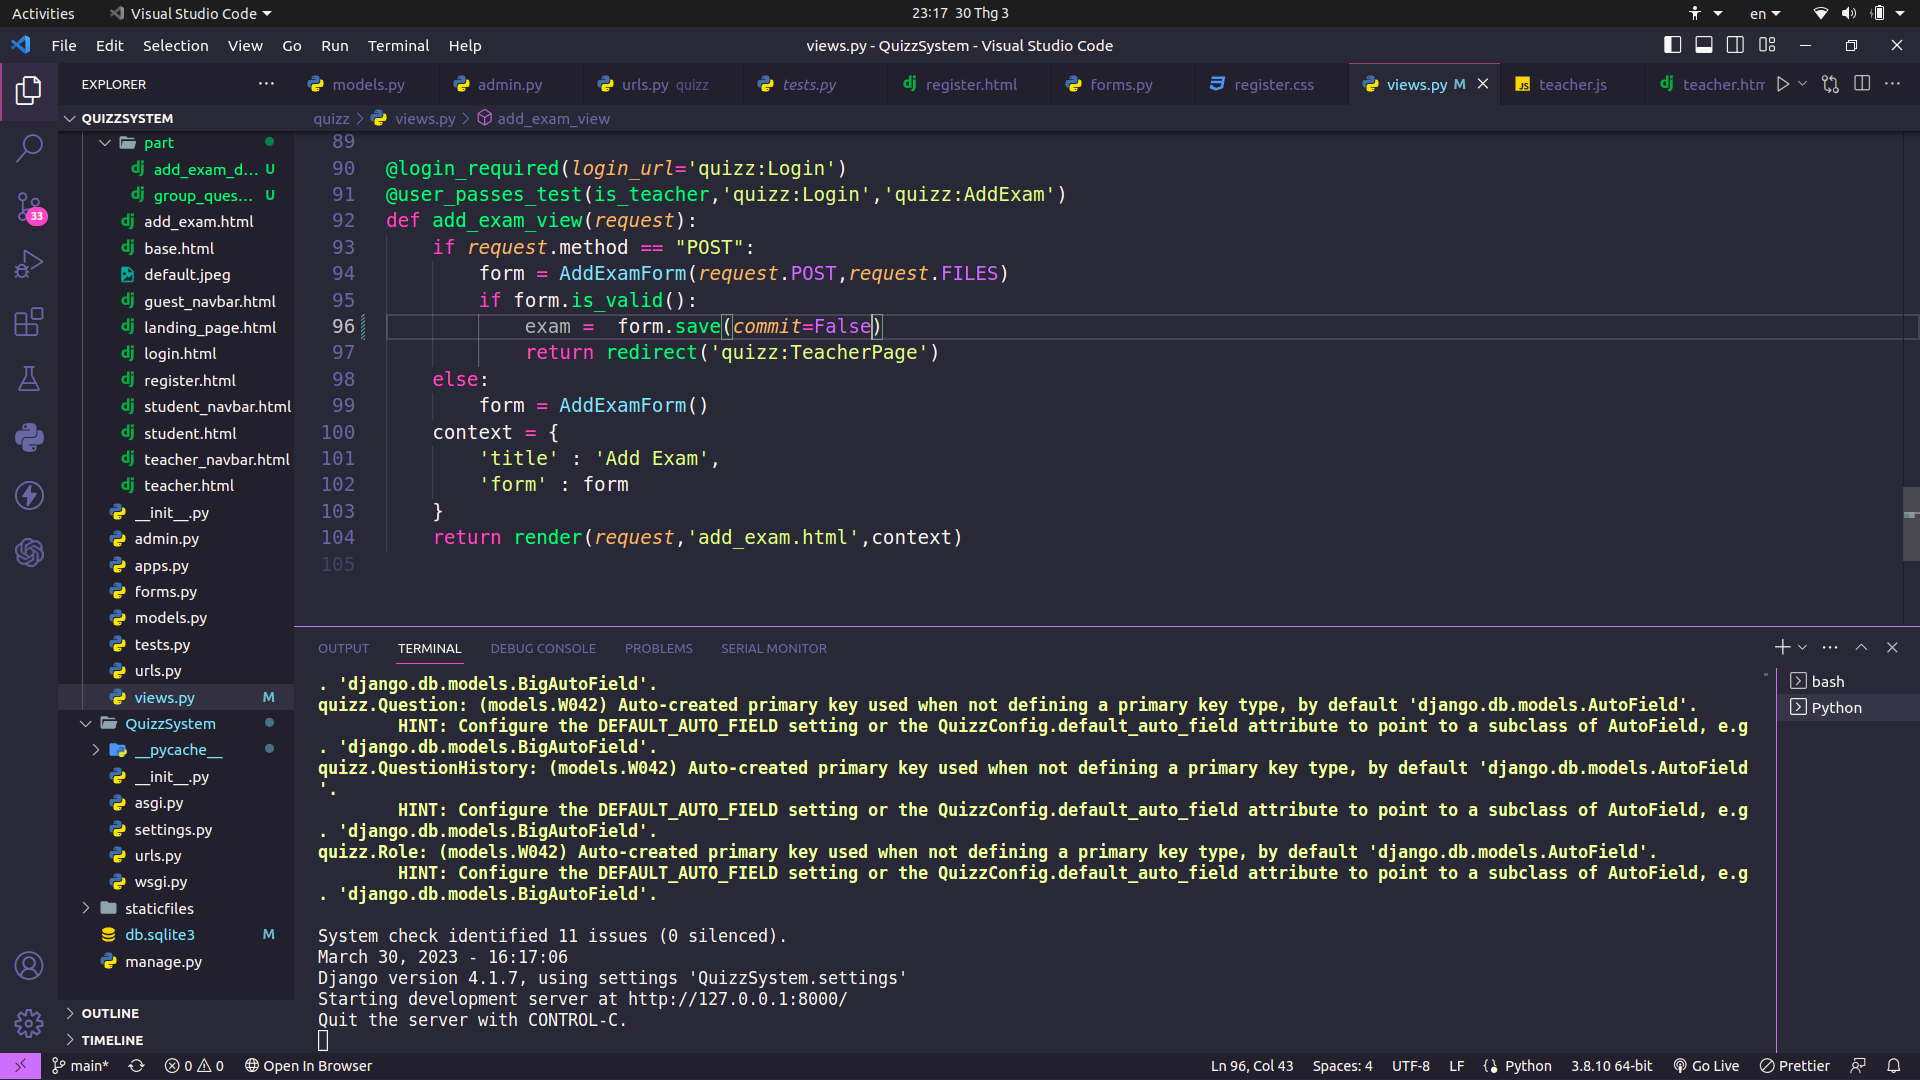 Activities
Visual Studio Code
23:17 30 Thg 3
en
File Edit Selection View Go Run Terminal Help
views.py - QuizzSystem - Visual Studio Code
EXPLORER
models.py
admin.py
urls.py quizz
tests.py
register.html
forms.py
register.css
views.py M
teacher.js
teacher.htm
QUIZZSYSTEM
quizz > views.py > add_exam_view
part
add_exam_d... U
group_ques... U
add_exam.html
base.html
default.jpeg
guest_navbar.html
landing_page.html
login.html
register.html
student_navbar.html
student.html
teacher_navbar.html
teacher.html
__init__.py
admin.py
apps.py
forms.py
models.py
tests.py
urls.py
views.py M
QuizzSystem
__pycache__
__init__.py
asgi.py
settings.py
urls.py
wsgi.py
staticfiles
db.sqlite3 M
manage.py
OUTLINE
TIMELINE
33
89
90 @login_required(login_url='quizz:Login')
91 @user_passes_test(is_teacher,'quizz:Login','quizz:AddExam')
92 def add_exam_view(request):
93 if request.method == "POST":
94 form = AddExamForm(request.POST,request.FILES)
95 if form.is_valid():
96 exam =  form.save(commit=False)
97 return redirect('quizz:TeacherPage')
98 else:
99 form = AddExamForm()
100 context = {
101 'title' : 'Add Exam',
102 'form' : form
103 }
104 return render(request,'add_exam.html',context)
105
OUTPUT TERMINAL DEBUG CONSOLE PROBLEMS SERIAL MONITOR
bash
Python
. 'django.db.models.BigAutoField'.
quizz.Question: (models.W042) Auto-created primary key used when not defining a primary key type, by default 'django.db.models.AutoField'.
HINT: Configure the DEFAULT_AUTO_FIELD setting or the QuizzConfig.default_auto_field attribute to point to a subclass of AutoField, e.g
. 'django.db.models.BigAutoField'.
quizz.QuestionHistory: (models.W042) Auto-created primary key used when not defining a primary key type, by default 'django.db.models.AutoField
'.
HINT: Configure the DEFAULT_AUTO_FIELD setting or the QuizzConfig.default_auto_field attribute to point to a subclass of AutoField, e.g
. 'django.db.models.BigAutoField'.
quizz.Role: (models.W042) Auto-created primary key used when not defining a primary key type, by default 'django.db.models.AutoField'.
HINT: Configure the DEFAULT_AUTO_FIELD setting or the QuizzConfig.default_auto_field attribute to point to a subclass of AutoField, e.g
. 'django.db.models.BigAutoField'.
System check identified 11 issues (0 silenced).
March 30, 2023 - 16:17:06
Django version 4.1.7, using settings 'QuizzSystem.settings'
Starting development server at http://127.0.0.1:8000/
Quit the server with CONTROL-C.
main* 0 0 Open In Browser
Ln 96, Col 43 Spaces: 4 UTF-8 LF Python 3.8.10 64-bit Go Live Prettier